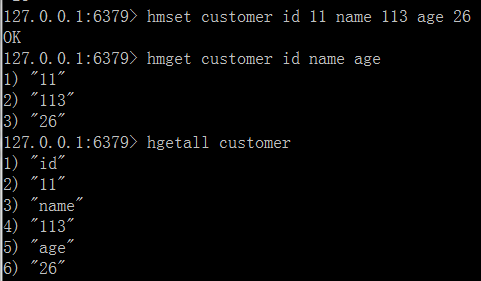 127.0.0.1:6379> hmset customer id 11 name 113 age 26
OK
127.0.0.1:6379> hmget customer id name age
1) "11"
2) "113"
3) "26"
127.0.0.1:6379> hgetall customer
1) "id"
2) "11"
3) "name"
4) "113"
5) "age"
6) "26"